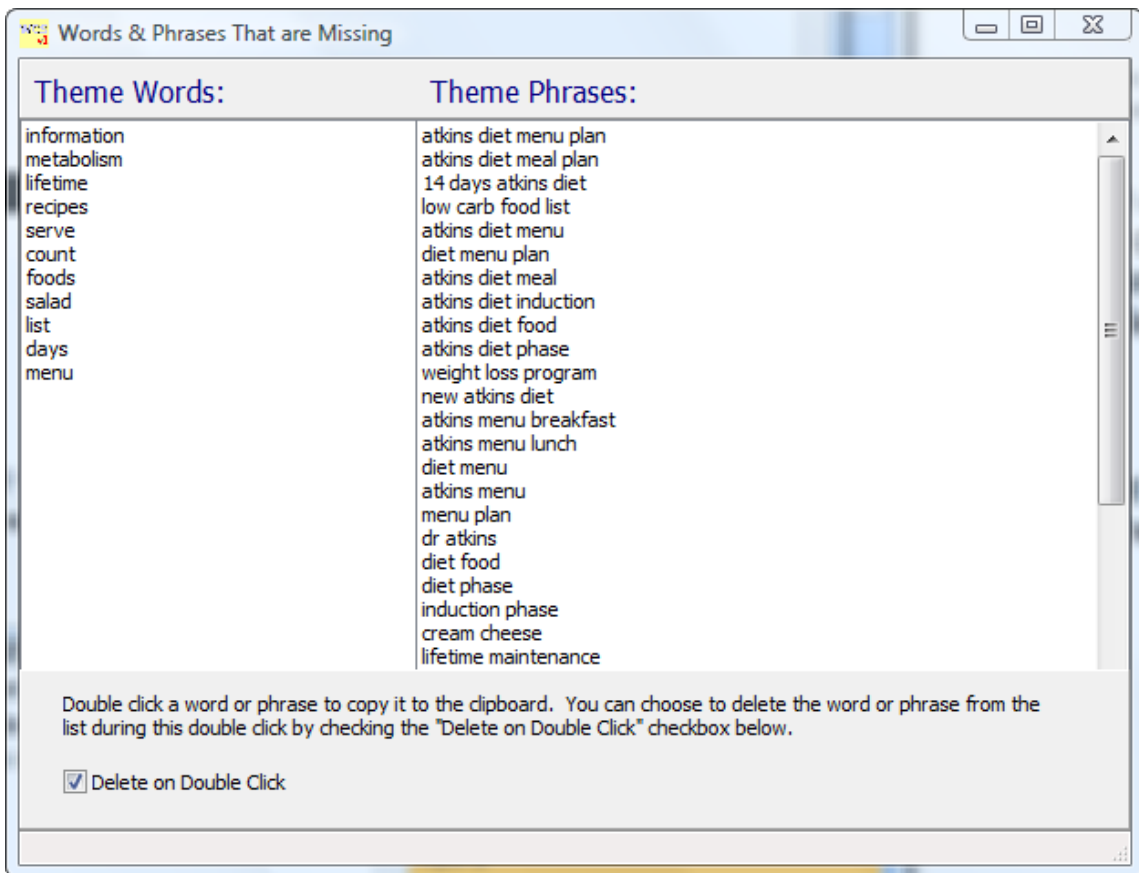 Words & Phrases That are Missing
Theme Words:
Theme Phrases:
information
metabolism
lifetime
recipes
serve
count
foods
salad
list
days
menu
atkins diet menu plan
atkins diet meal plan
14 days atkins diet
low carb food list
atkins diet menu
diet menu plan
atkins diet meal
atkins diet induction
atkins diet food
atkins diet phase
weight loss program
new atkins diet
atkins menu breakfast
atkins menu lunch
diet menu
atkins menu
menu plan
dr atkins
diet food
diet phase
induction phase
cream cheese
lifetime maintenance
Double click a word or phrase to copy it to the clipboard.  You can choose to delete the word or phrase from the
list during this double click by checking the "Delete on Double Click" checkbox below.
Delete on Double Click